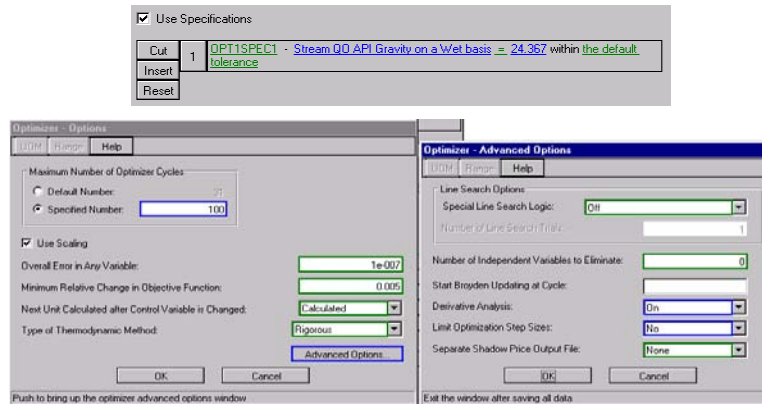 Use Specifications
Cut
Insert
Reset
1
OPT1SPEC1 - Stream QO API Gravity on a Wet basis = 24.367 within the default
tolerance
Optimizer - Options
UOM Range Help
Maximum Number of Optimizer Cycles
Default Number:
Specified Number: 100
Use Scaling
Overall Error in Any Variable: 1e-007
Minimum Relative Change in Objective Function: 0.005
Next Unit Calculated after Control Variable is Changed: Calculated
Type of Thermodynamic Method: Rigorous
Advanced Options...
OK Cancel
Push to bring up the optimizer advanced options window
Optimizer - Advanced Options
UOM Range Help
Line Search Options
Special Line Search Logic: Off
Number of Line Search Trials: 1
Number of Independent Variables to Eliminate: 0
Start Broyden Updating at Cycle:
Derivative Analysis: On
Limit Optimization Step Sizes: No
Separate Shadow Price Output File: None
OK Cancel
Exit the window after saving all data